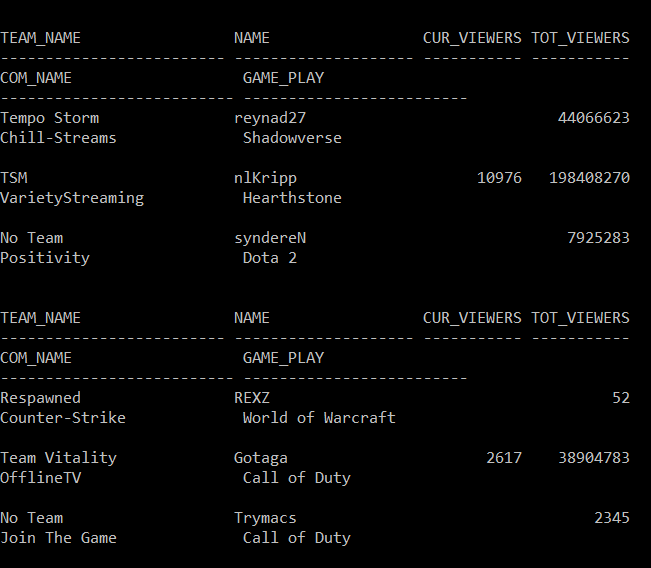 TEAM_NAME                 NAME                 CUR_VIEWERS TOT_VIEWERS
------------------------- -------------------- ----------- -----------
COM_NAME                   GAME_PLAY
-------------------------- -------------------------
Tempo Storm               reynad27                            44066623
Chill-Streams              Shadowverse

TSM                       nlKripp                    10976   198408270
VarietyStreaming           Hearthstone

No Team                   syndereN                             7925283
Positivity                 Dota 2


TEAM_NAME                 NAME                 CUR_VIEWERS TOT_VIEWERS
------------------------- -------------------- ----------- -----------
COM_NAME                   GAME_PLAY
-------------------------- -------------------------
Respawned                 REXZ                                      52
Counter-Strike             World of Warcraft

Team Vitality             Gotaga                      2617    38904783
OfflineTV                  Call of Duty

No Team                   Trymacs                                 2345
Join The Game              Call of Duty